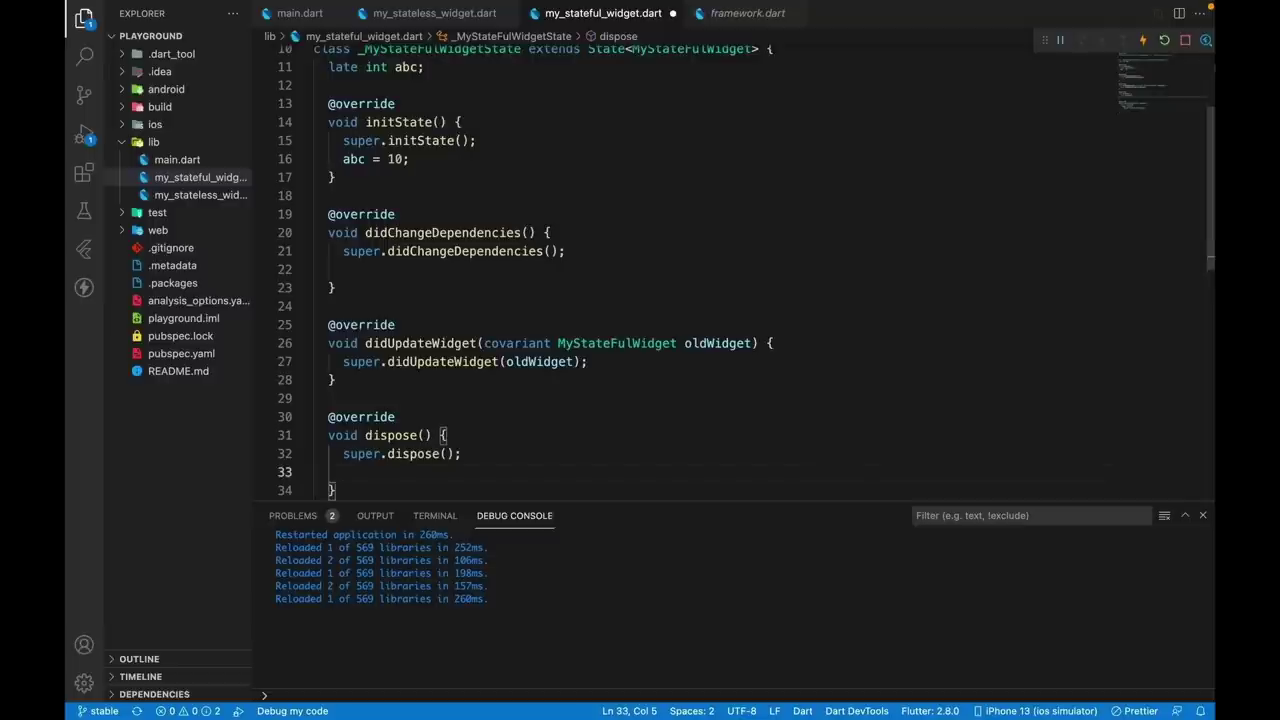 EXPLORER
main.dart
my_stateless_widget.dart
my_stateful_widget.dart
framework.dart
PLAYGROUND
lib
my_stateful_widget.dart
_MyStateFulWidgetState
dispose
.dart_tool
.idea
android
build
ios
lib
main.dart
my_stateful_widg...
my_stateless_wid...
test
web
.gitignore
.metadata
.packages
analysis_options.ya...
playground.iml
pubspec.lock
pubspec.yaml
README.md
OUTLINE
TIMELINE
DEPENDENCIES
10 class _MyStateFulWidgetState extends State<MyStateFulWidget> {
11 late int abc;
12
13 @override
14 void initState() {
15 super.initState();
16 abc = 10;
17 }
18
19 @override
20 void didChangeDependencies() {
21 super.didChangeDependencies();
22
23 }
24
25 @override
26 void didUpdateWidget(covariant MyStateFulWidget oldWidget) {
27 super.didUpdateWidget(oldWidget);
28 }
29
30 @override
31 void dispose() {
32 super.dispose();
33
34 }
PROBLEMS 2 OUTPUT TERMINAL DEBUG CONSOLE
Filter (e.g. text, !exclude)
Restarted application in 260ms.
Reloaded 1 of 569 libraries in 252ms.
Reloaded 2 of 569 libraries in 106ms.
Reloaded 1 of 569 libraries in 198ms.
Reloaded 2 of 569 libraries in 157ms.
Reloaded 1 of 569 libraries in 260ms.
stable 0 0 2 Debug my code Ln 33, Col 5 Spaces: 2 UTF-8 LF Dart Dart DevTools Flutter: 2.8.0 iPhone 13 (ios simulator) Prettier